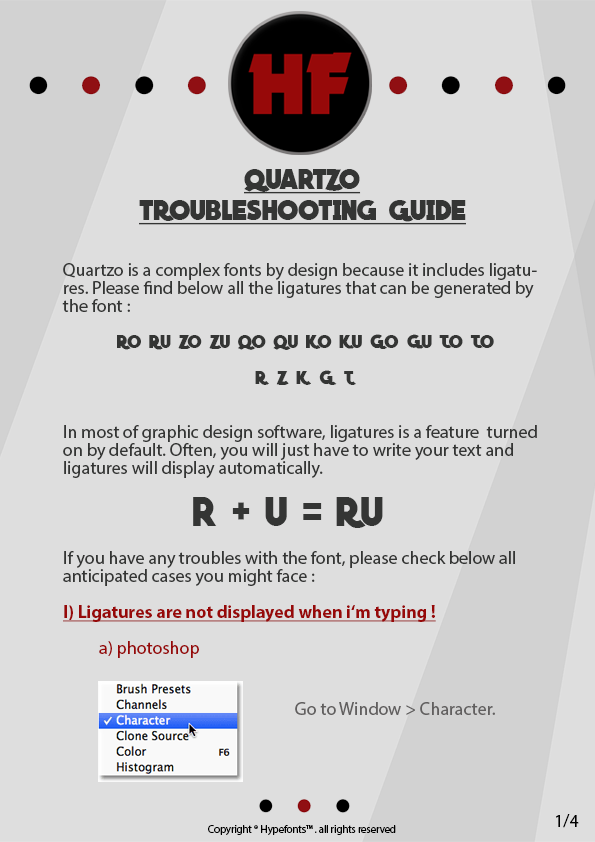 HF
QUARTZO
TROUBLESHOOTING GUIDE
Quartzo is a complex fonts by design because it includes ligatu-
res. Please find below all the ligatures that can be generated by
the font :
RO RU ZO ZU QO QU KO KU GO GU TO TO
R Z K G T
In most of graphic design software, ligatures is a feature turned
on by default. Often, you will just have to write your text and
ligatures will display automatically.
R + U = RU
If you have any troubles with the font, please check below all
anticipated cases you might face :
I) Ligatures are not displayed when i'm typing !
a) photoshop
Brush Presets
Channels
✓ Character
Clone Source
Color F6
Histogram
Go to Window > Character.
Copyright ° Hypefonts™. all rights reserved
1/4